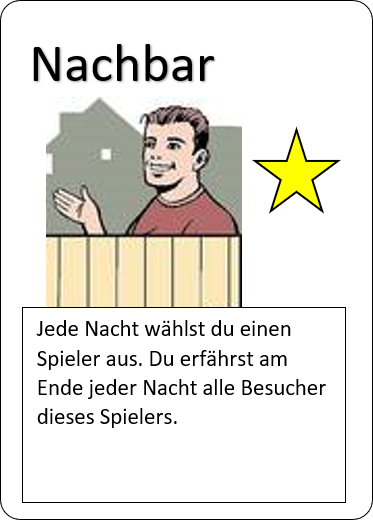 Nachbar
Jede Nacht wählst du einen
Spieler aus. Du erfährst am
Ende jeder Nacht alle Besucher
dieses Spielers.